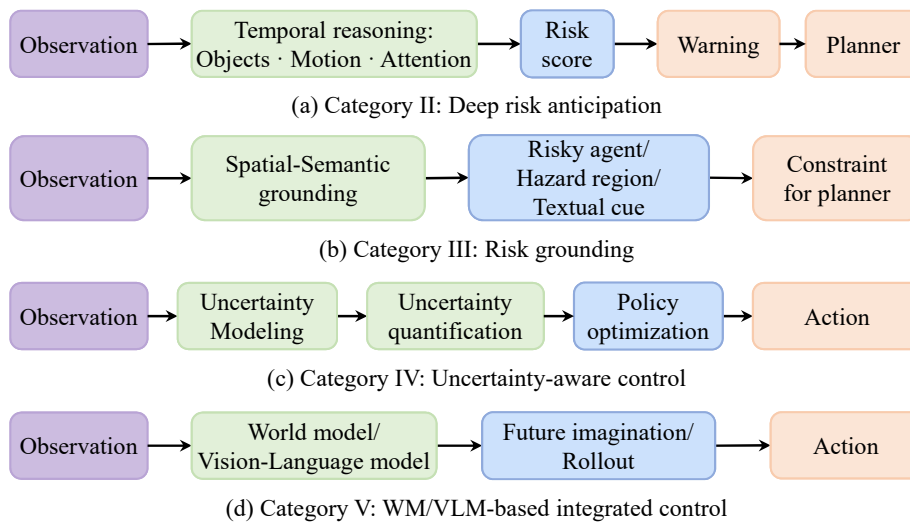 Observation
Temporal reasoning:
Objects · Motion · Attention
Risk
score
Warning
Planner
(a) Category II: Deep risk anticipation
Observation
Spatial-Semantic
grounding
Risky agent/
Hazard region/
Textual cue
Constraint
for planner
(b) Category III: Risk grounding
Observation
Uncertainty
Modeling
Uncertainty
quantification
Policy
optimization
Action
(c) Category IV: Uncertainty-aware control
Observation
World model/
Vision-Language model
Future imagination/
Rollout
Action
(d) Category V: WM/VLM-based integrated control